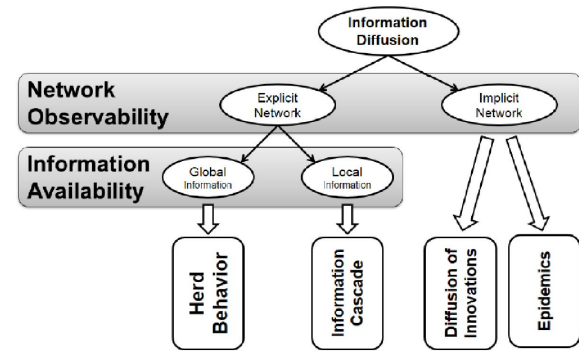 Information
Diffusion
Network
Observability
Explicit
Network
Implicit
Network
Information
Availability
Global
Information
Local
Information
Herd
Behavior
Information
Cascade
Diffusion of
Innovations
Epidemics